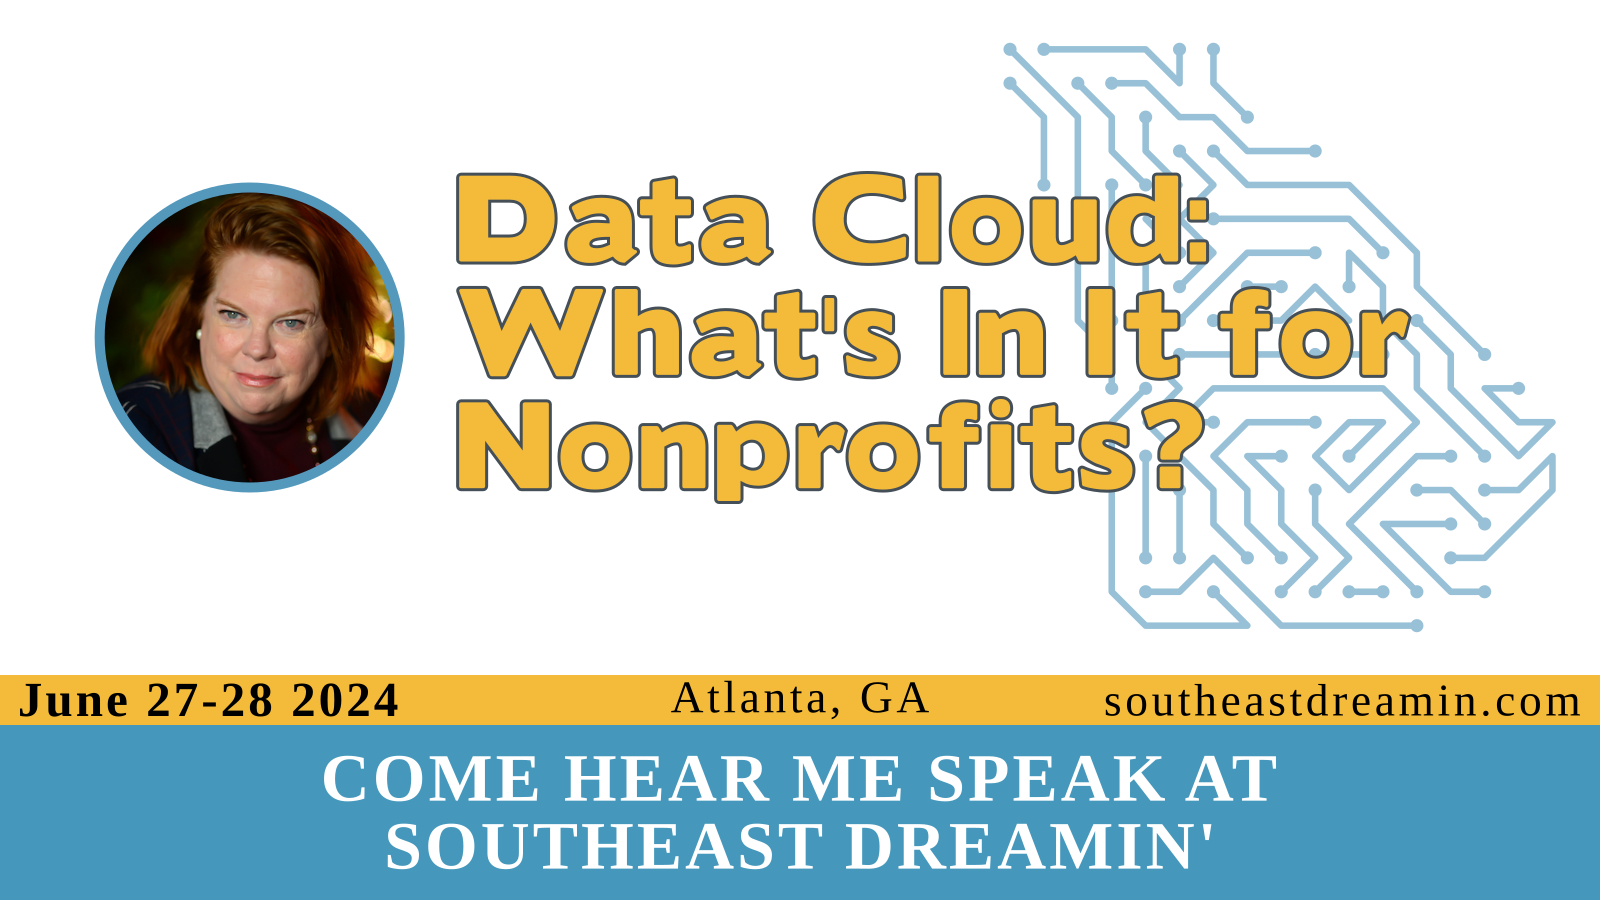 Data Cloud:
What's In It for
Nonprofits?
June 27-28 2024
Atlanta, GA
southeastdreamin.com
COME HEAR ME SPEAK AT
SOUTHEAST DREAMIN'